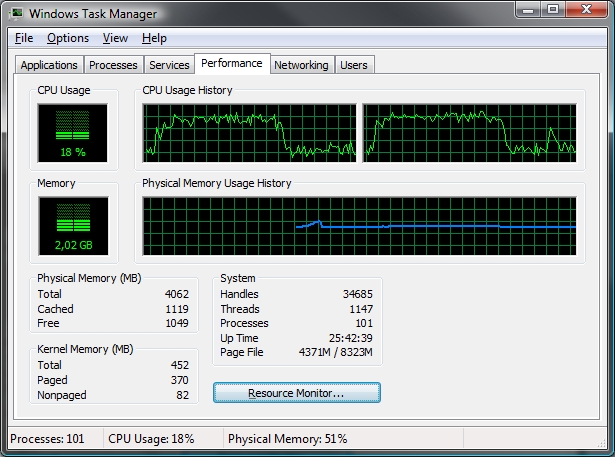 Windows Task Manager
File Options View Help
Applications Processes Services Performance Networking Users
CPU Usage
CPU Usage History
18 %
Memory
Physical Memory Usage History
2,02 GB
Physical Memory (MB)
Total 4062
Cached 1119
Free 1049
System
Handles 34685
Threads 1147
Processes 101
Up Time 25:42:39
Page File 4371M / 8323M
Kernel Memory (MB)
Total 452
Paged 370
Nonpaged 82
Resource Monitor...
Processes: 101 CPU Usage: 18% Physical Memory: 51%